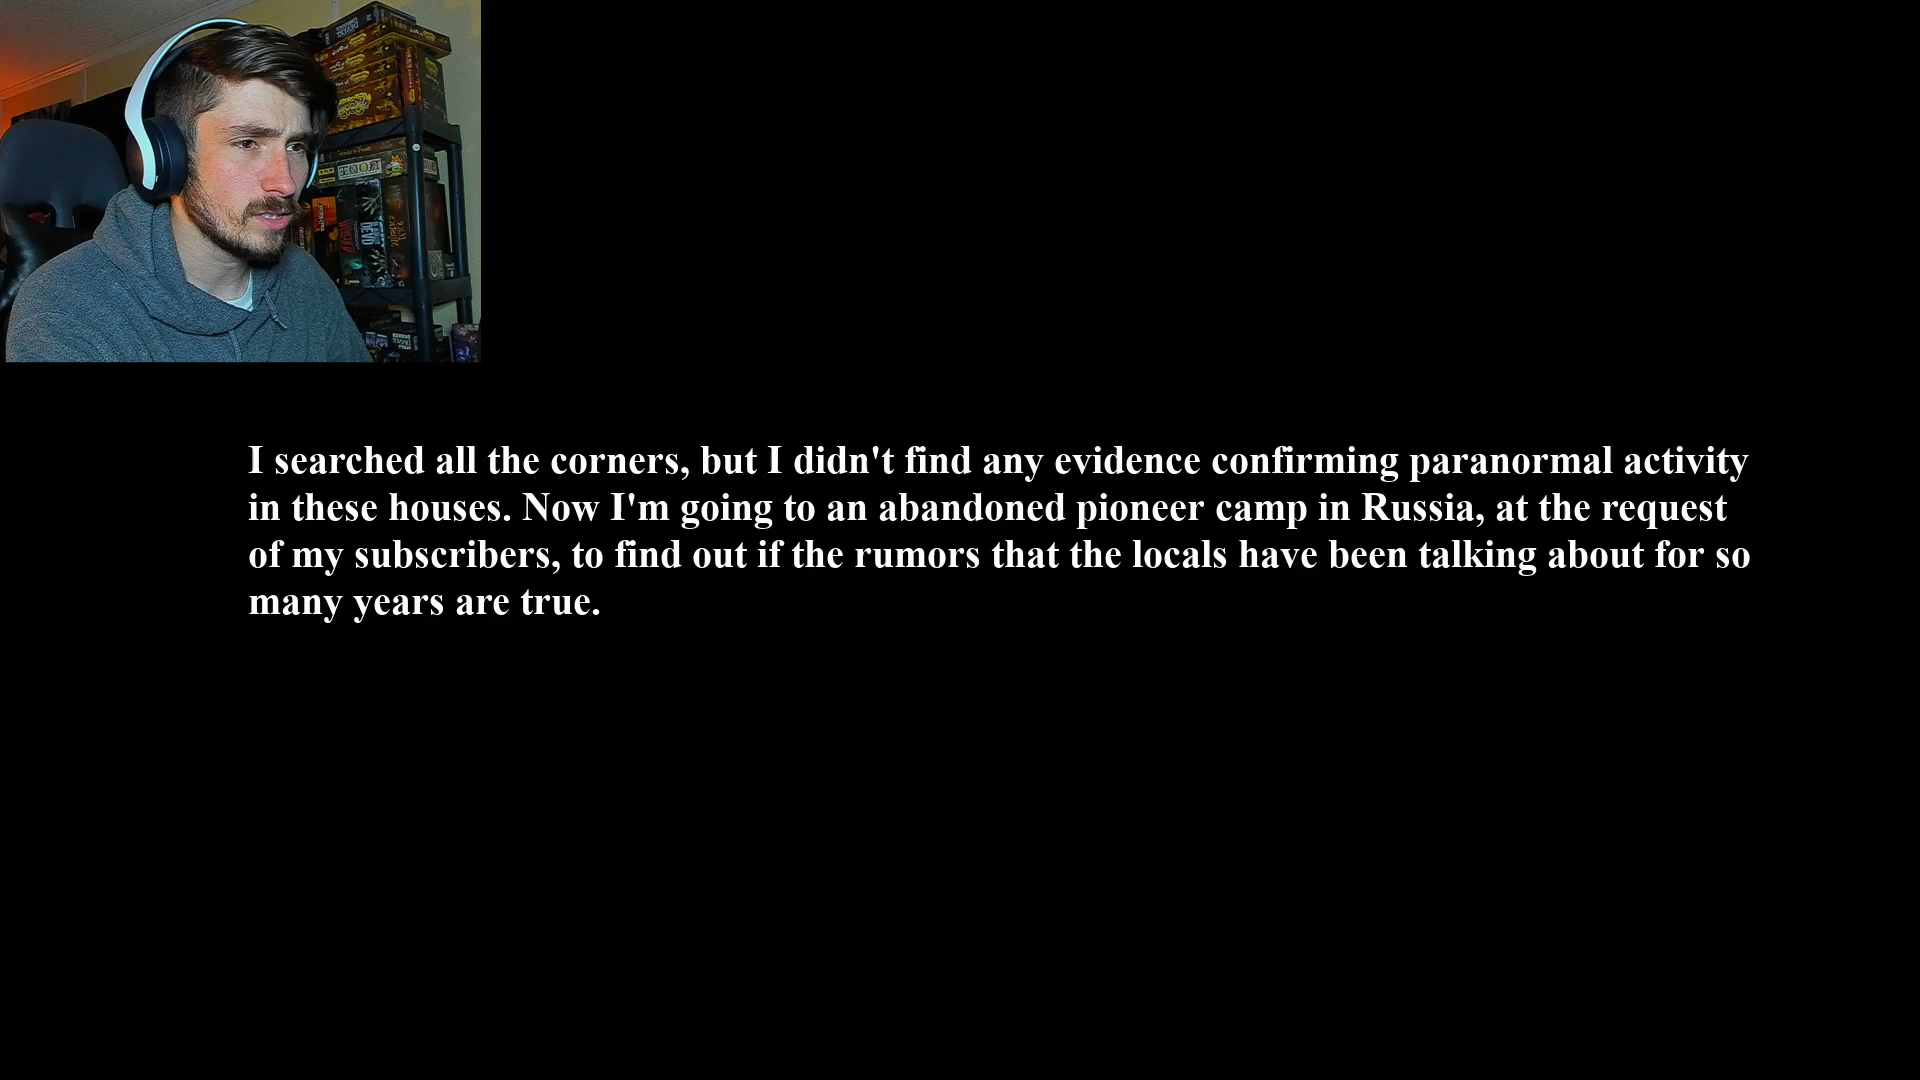 I searched all the corners, but I didn't find any evidence confirming paranormal activity
in these houses. Now I'm going to an abandoned pioneer camp in Russia, at the request
of my subscribers, to find out if the rumors that the locals have been talking about for so
many years are true.